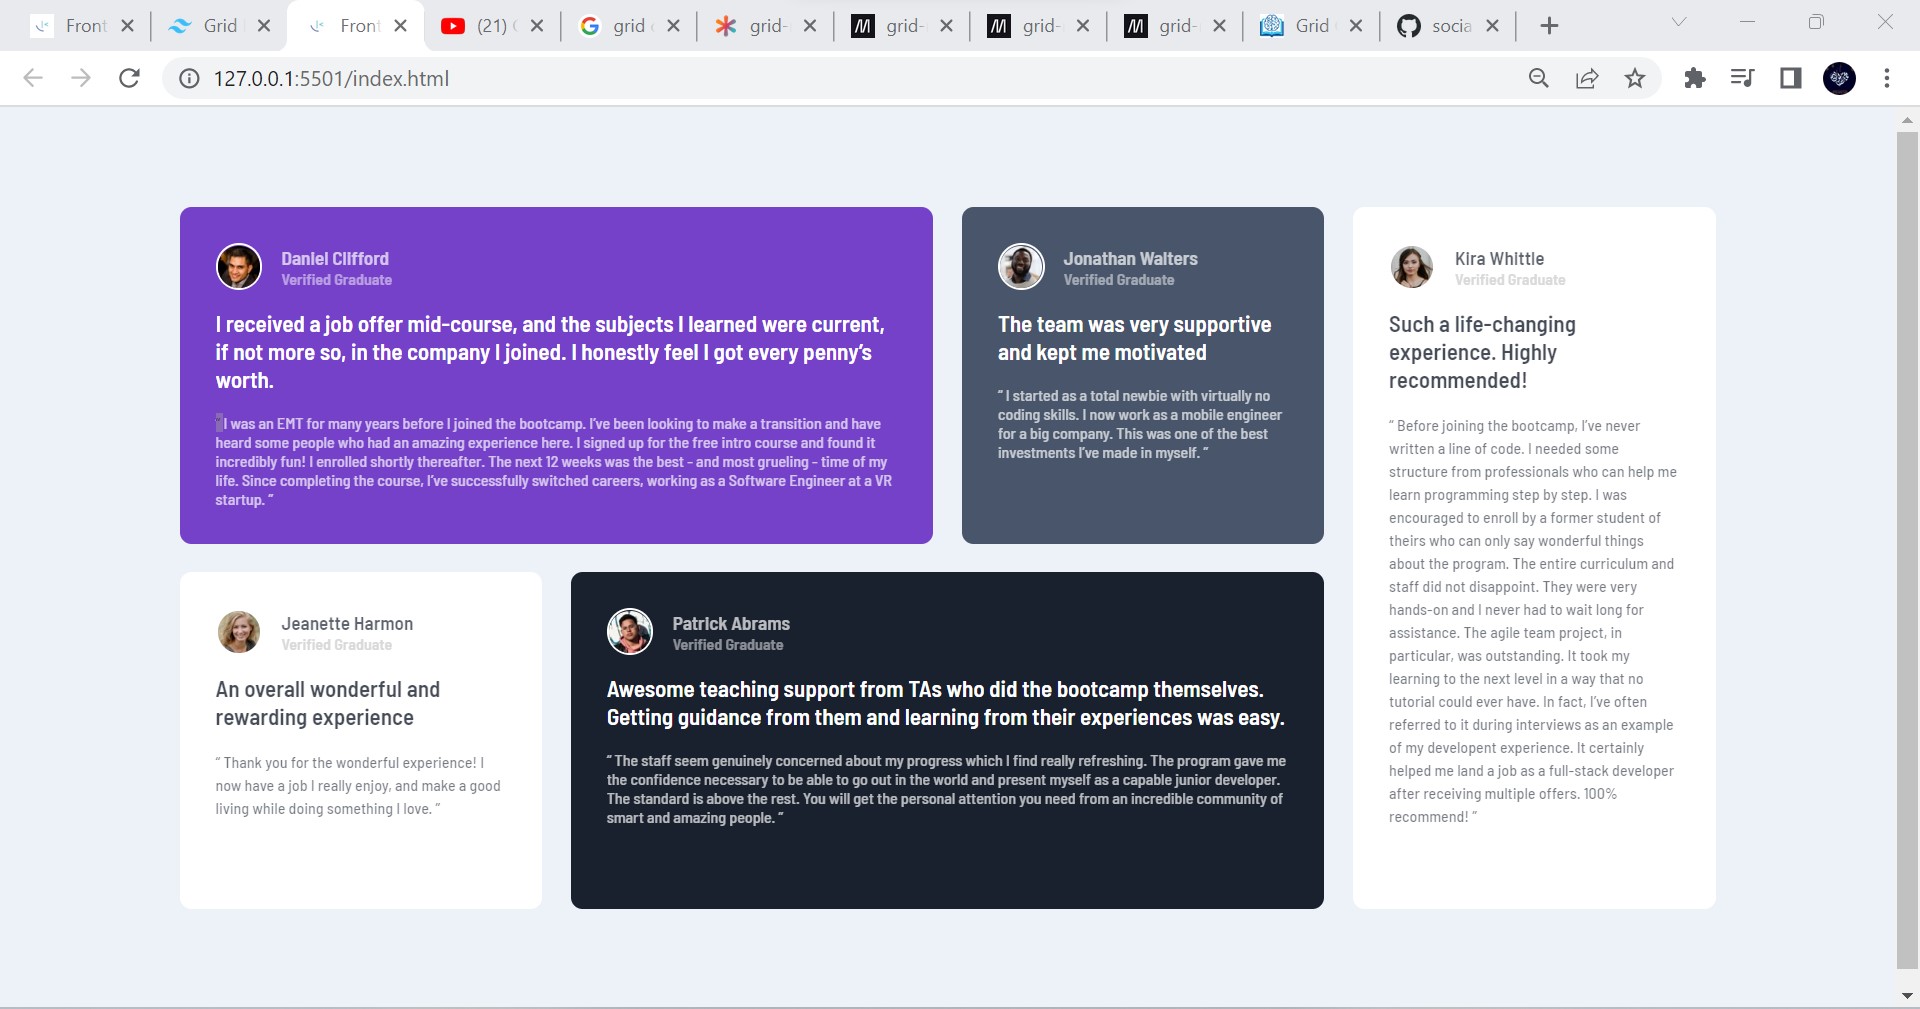 Front
Grid
Front
(21)
grid
grid-
grid-
grid-
grid-
Grid
socia
127.0.0.1:5501/index.html
Daniel Clifford
Verified Graduate
I received a job offer mid-course, and the subjects I learned were current,
if not more so, in the company I joined. I honestly feel I got every penny’s
worth.
“ I was an EMT for many years before I joined the bootcamp. I’ve been looking to make a transition and have
heard some people who had an amazing experience here. I signed up for the free intro course and found it
incredibly fun! I enrolled shortly thereafter. The next 12 weeks was the best - and most grueling - time of my
life. Since completing the course, I’ve successfully switched careers, working as a Software Engineer at a VR
startup. ”
Jonathan Walters
Verified Graduate
The team was very supportive
and kept me motivated
“ I started as a total newbie with virtually no
coding skills. I now work as a mobile engineer
for a big company. This was one of the best
investments I’ve made in myself. ”
Kira Whittle
Verified Graduate
Such a life-changing
experience. Highly
recommended!
“ Before joining the bootcamp, I’ve never
written a line of code. I needed some
structure from professionals who can help me
learn programming step by step. I was
encouraged to enroll by a former student of
theirs who can only say wonderful things
about the program. The entire curriculum and
staff did not disappoint. They were very
hands-on and I never had to wait long for
assistance. The agile team project, in
particular, was outstanding. It took my
learning to the next level in a way that no
tutorial could ever have. In fact, I’ve often
referred to it during interviews as an example
of my developent experience. It certainly
helped me land a job as a full-stack developer
after receiving multiple offers. 100%
recommend! ”
Jeanette Harmon
Verified Graduate
An overall wonderful and
rewarding experience
“ Thank you for the wonderful experience! I
now have a job I really enjoy, and make a good
living while doing something I love. ”
Patrick Abrams
Verified Graduate
Awesome teaching support from TAs who did the bootcamp themselves.
Getting guidance from them and learning from their experiences was easy.
“ The staff seem genuinely concerned about my progress which I find really refreshing. The program gave me
the confidence necessary to be able to go out in the world and present myself as a capable junior developer.
The standard is above the rest. You will get the personal attention you need from an incredible community of
smart and amazing people. ”